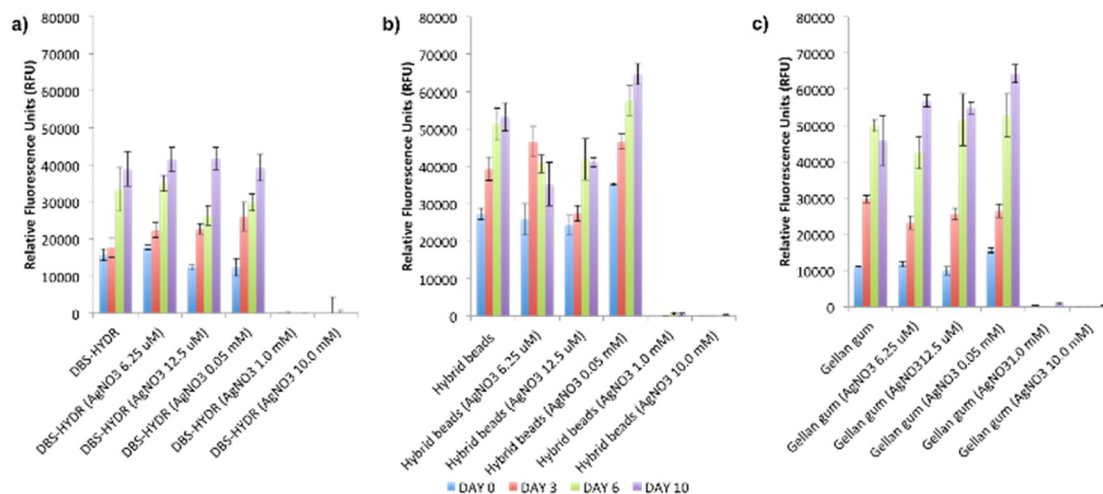 a)
Relative Fluorescence Units (RFU)
80000
70000
60000
50000
40000
30000
20000
10000
0
DBS-HYDR
DBS-HYDR (AgNO3 6.25 uM)
DBS-HYDR (AgNO3 12.5 uM)
DBS-HYDR (AgNO3 0.05 mM)
DBS-HYDR (AgNO3 1.0 mM)
DBS-HYDR (AgNO3 10.0 mM)
b)
Relative Fluorescence Units (RFU)
80000
70000
60000
50000
40000
30000
20000
10000
0
Hybrid beads
Hybrid beads (AgNO3 6.25 uM)
Hybrid beads (AgNO3 12.5 uM)
Hybrid beads (AgNO3 0.05 mM)
Hybrid beads (AgNO3 1.0 mM)
Hybrid beads (AgNO3 10.0 mM)
c)
Relative Fluorescence Units (RFU)
80000
70000
60000
50000
40000
30000
20000
10000
0
Gellan gum
Gellan gum (AgNO3 6.25 uM)
Gellan gum (AgNO312.5 uM)
Gellan gum (AgNO3 0.05 mM)
Gellan gum (AgNO31.0 mM)
Gellan gum (AgNO3 10.0 mM)
DAY 0 DAY 3 DAY 6 DAY 10